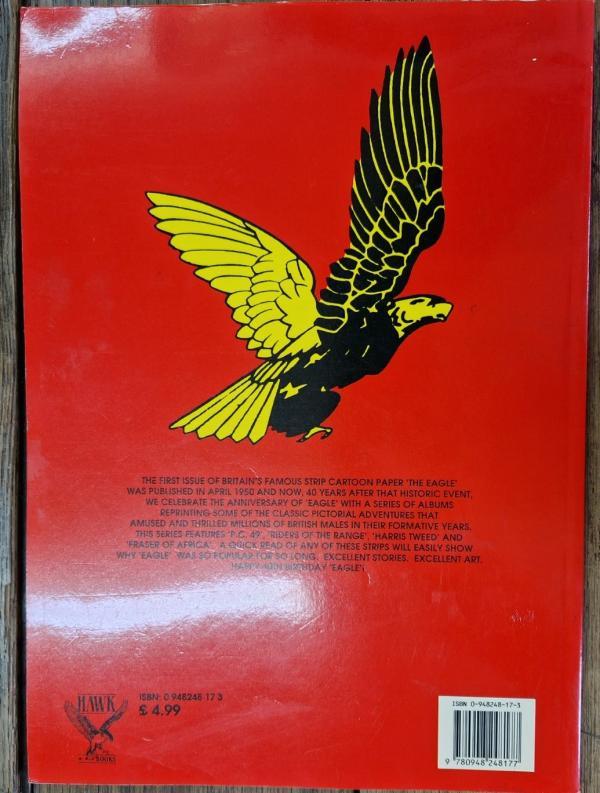 THE FIRST ISSUE OF BRITAIN'S FAMOUS STRIP CARTOON PAPER 'THE EAGLE'
WAS PUBLISHED IN APRIL 1950 AND NOW, 40 YEARS AFTER THAT HISTORIC EVENT,
WE CELEBRATE THE ANNIVERSARY OF 'EAGLE' WITH A SERIES OF ALBUMS
REPRINTING SOME OF THE CLASSIC PICTORIAL ADVENTURES THAT
AMUSED AND THRILLED MILLIONS OF BRITISH MALES IN THEIR FORMATIVE YEARS.
THIS SERIES FEATURES 'P.C. 49', 'RIDERS OF THE RANGE', 'HARRIS TWEED' AND
'FRASER OF AFRICA'. A QUICK READ OF ANY OF THESE STRIPS WILL EASILY SHOW
WHY 'EAGLE' WAS SO POPULAR FOR SO LONG. EXCELLENT STORIES. EXCELLENT ART.
HAPPY 40TH BIRTHDAY 'EAGLE'!
HAWK
BOOKS
ISBN: 0 948248 17 3
£ 4.99
ISBN 0-948248-17-3
9 780948 248177